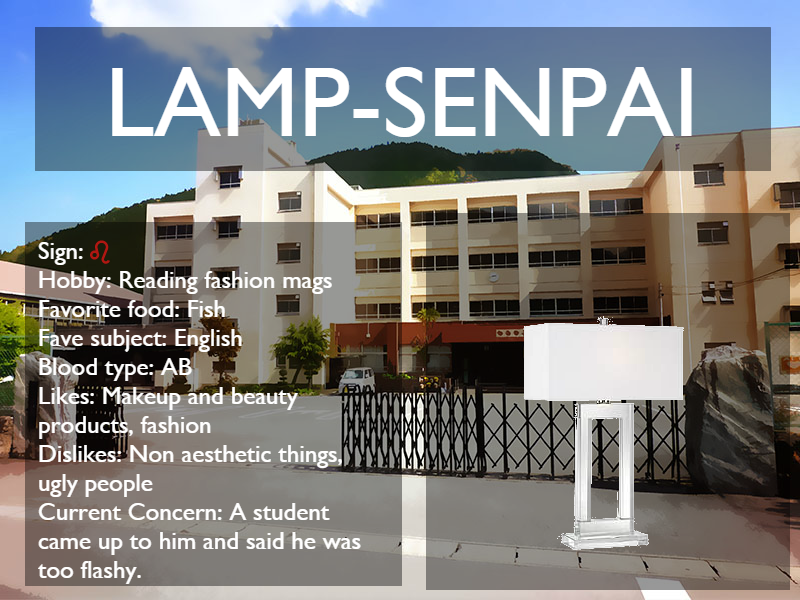 LAMP-SENPAI
Sign: ♌
Hobby: Reading fashion mags
Favorite food: Fish
Fave subject: English
Blood type: AB
Likes: Makeup and beauty
products, fashion
Dislikes: Non aesthetic things,
ugly people
Current Concern: A student
came up to him and said he was
too flashy.